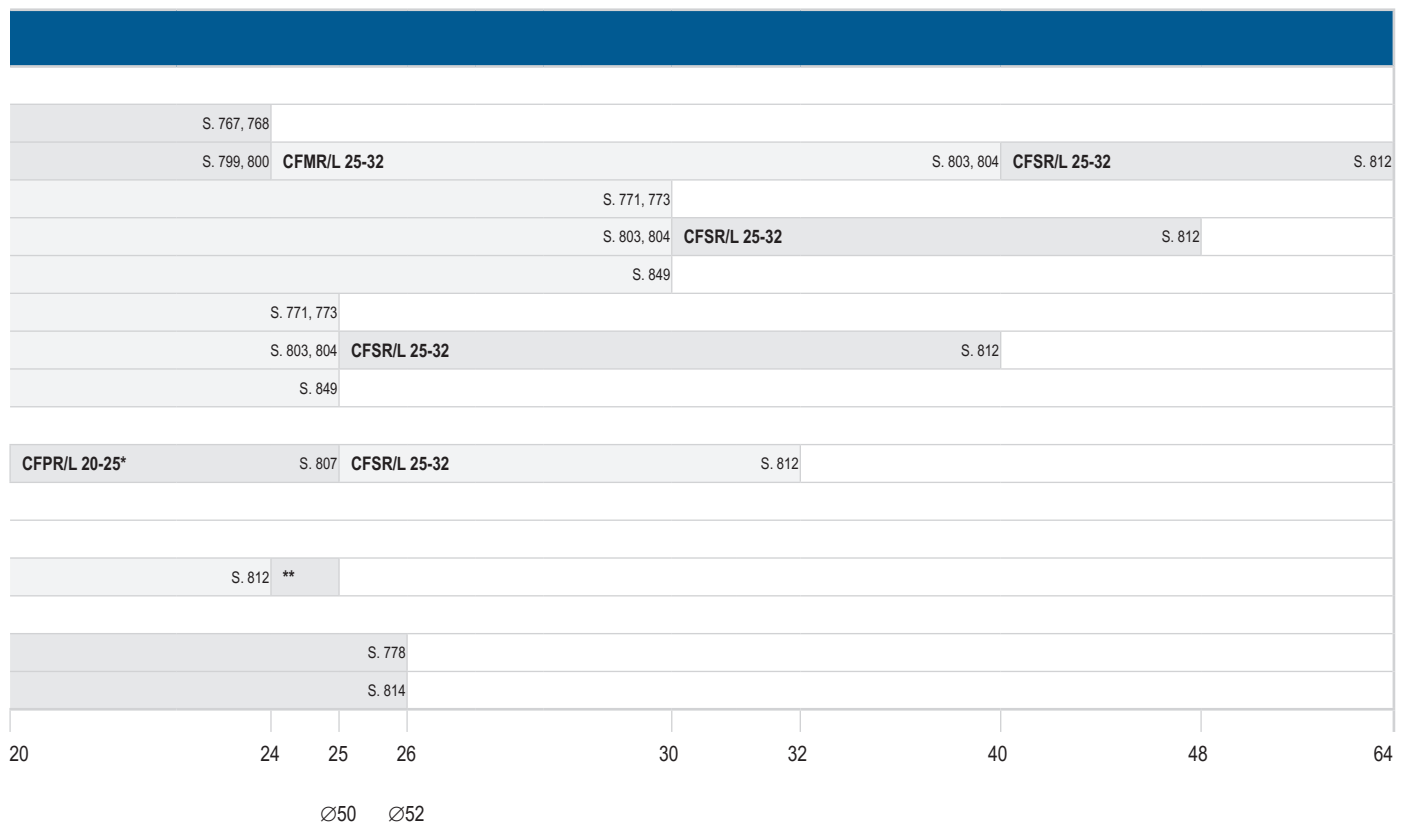 S. 767, 768
S. 799, 800 CFMR/L 25-32 S. 803, 804 CFSR/L 25-32 S. 812
S. 771, 773
S. 803, 804 CFSR/L 25-32 S. 812
S. 849
S. 771, 773
S. 803, 804 CFSR/L 25-32 S. 812
S. 849
CFPR/L 20-25* S. 807 CFSR/L 25-32 S. 812
S. 812 **
S. 778
S. 814
20 24 25 26 30 32 40 48 64
∅50 ∅52